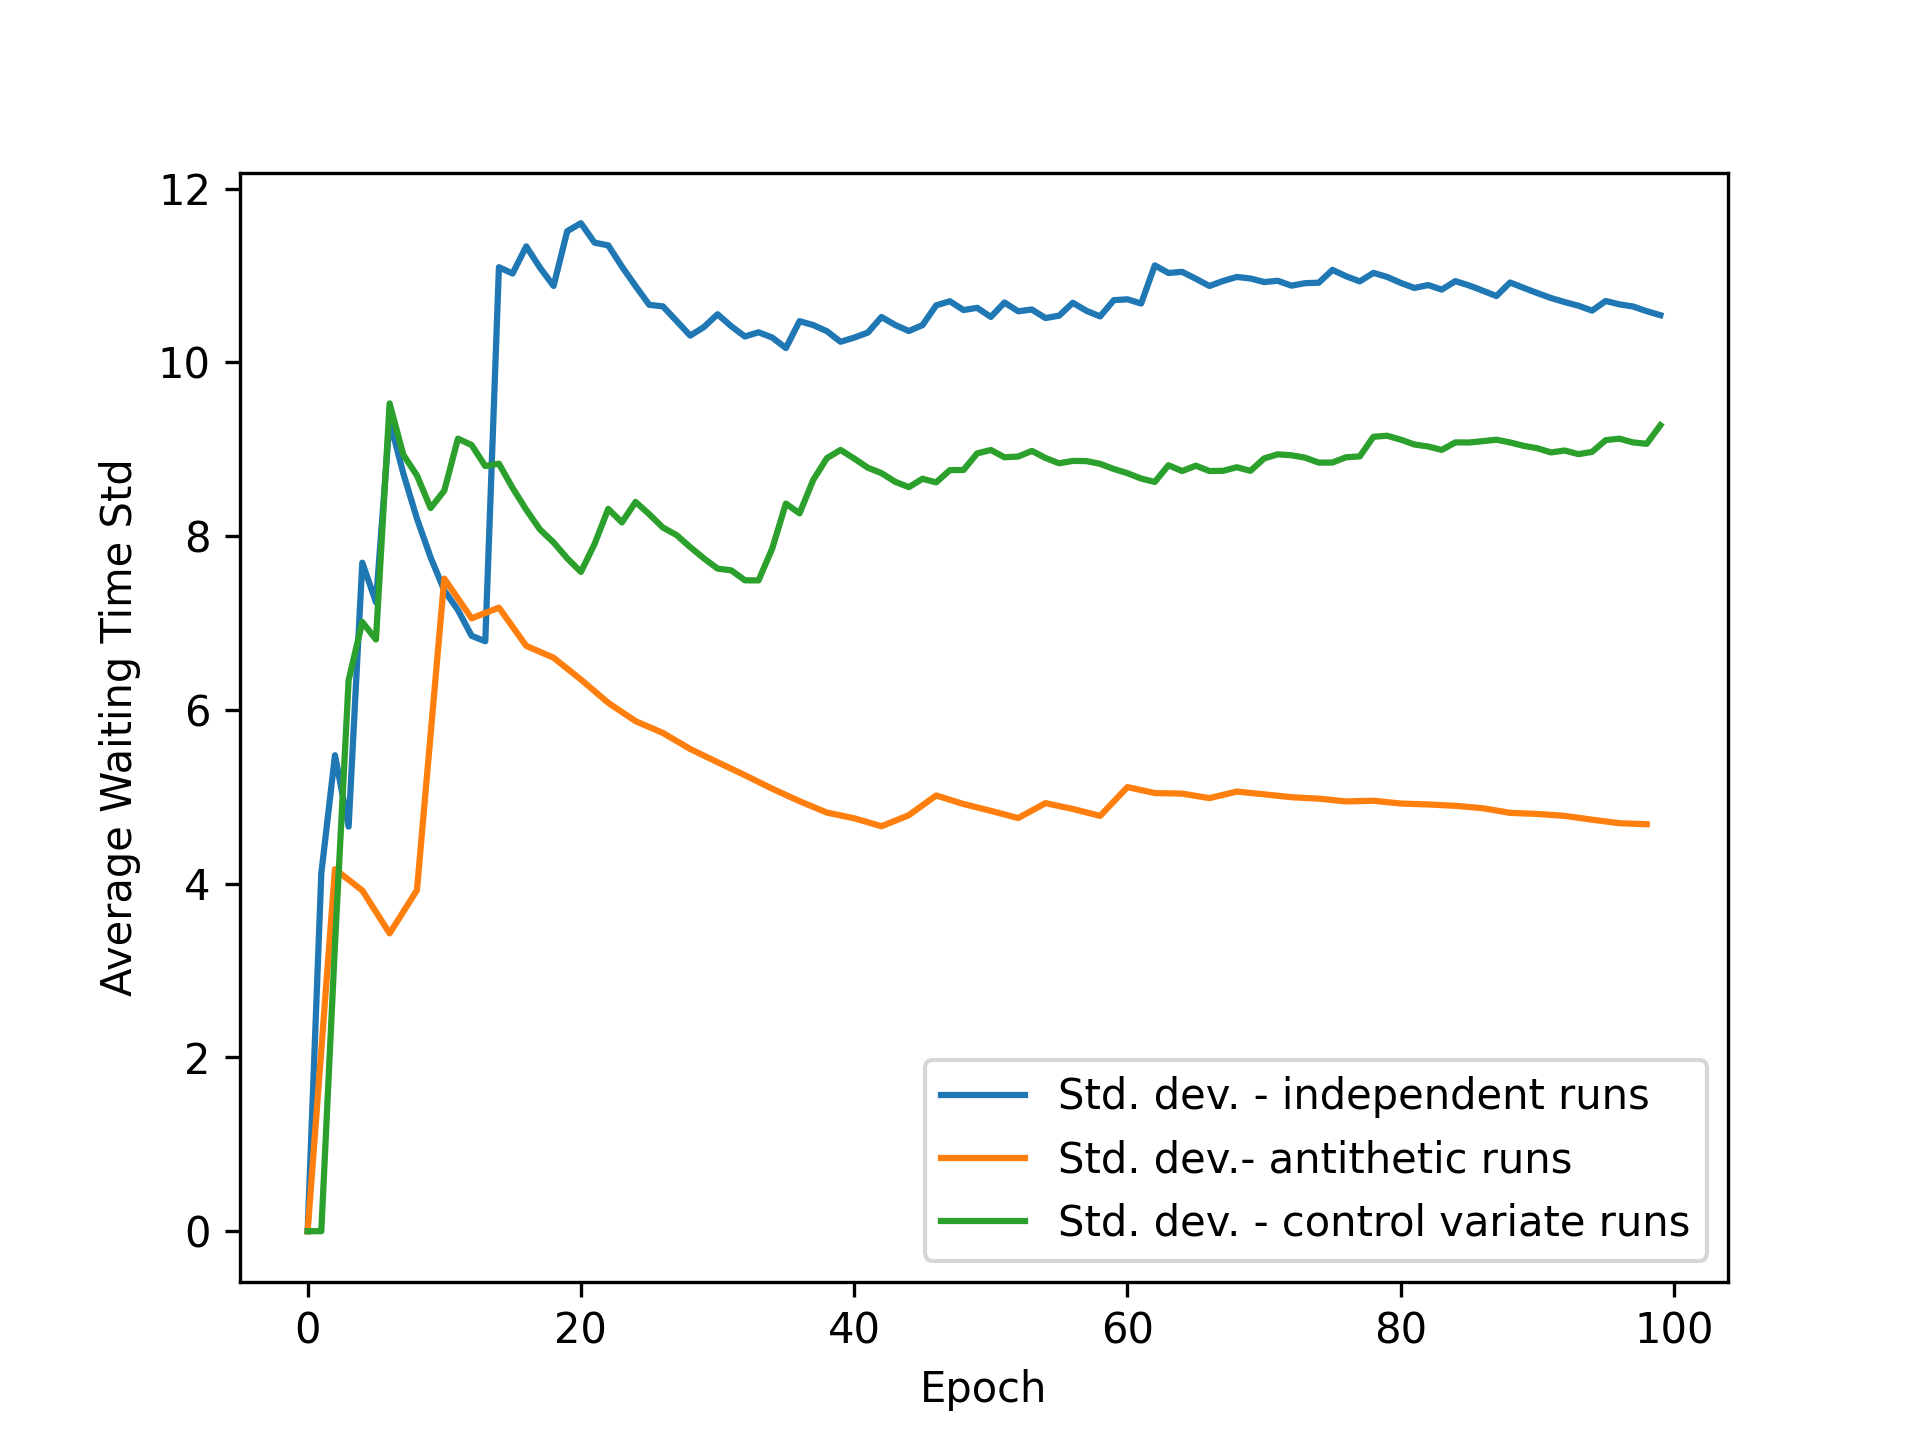 12
10
8
6
4
2
0
Average Waiting Time Std
Std. dev. - independent runs
Std. dev.- antithetic runs
Std. dev. - control variate runs
0 20 40 60 80 100
Epoch